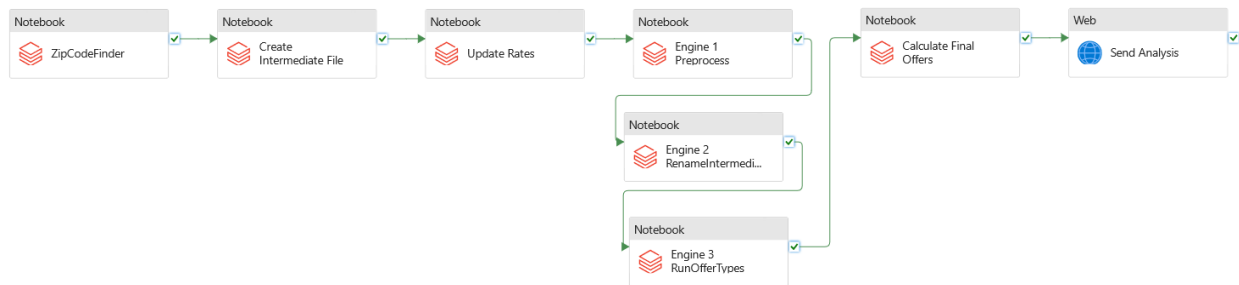 Notebook
ZipCodeFinder
Notebook
Create
Intermediate File
Notebook
Update Rates
Notebook
Engine 1
Preprocess
Notebook
Engine 2
RenameIntermedi...
Notebook
Engine 3
RunOfferTypes
Notebook
Calculate Final
Offers
Web
Send Analysis